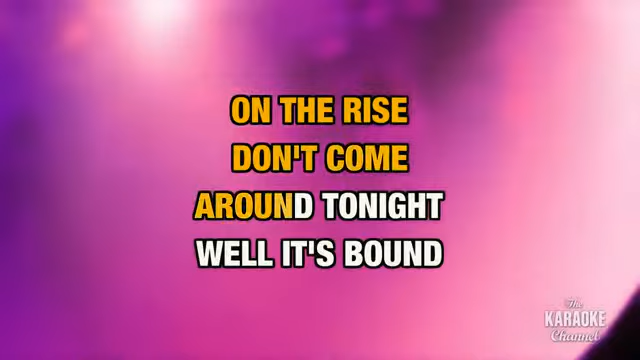 ON THE RISE
DON'T COME
AROUND TONIGHT
WELL IT'S BOUND
The
KARAOKE
Channel